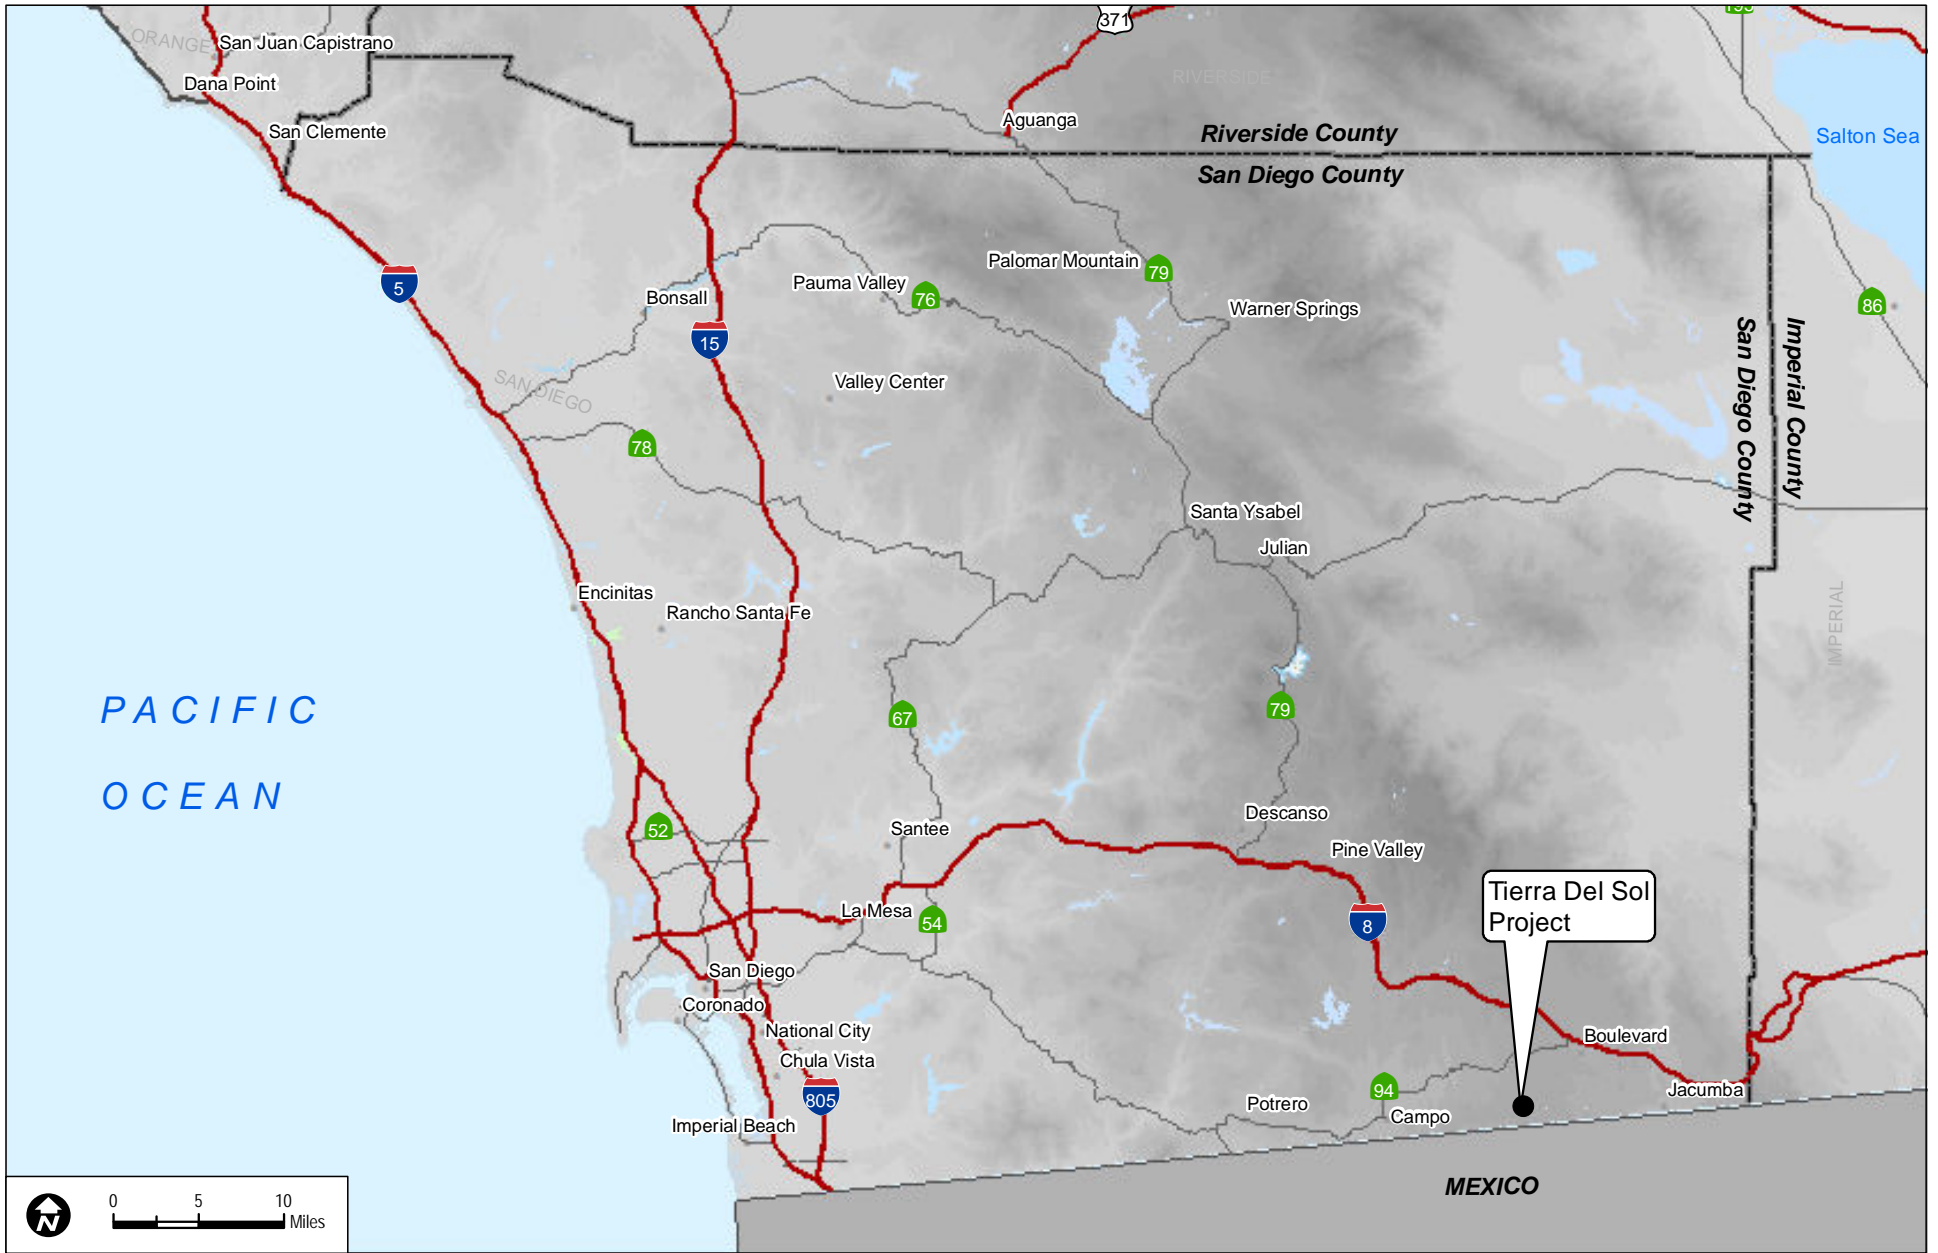 371
195
ORANGE
San Juan Capistrano
Dana Point
RIVERSIDE
San Clemente
Aguanga
Riverside County
Salton Sea
San Diego County
Palomar Mountain
79
Pauma Valley
76
5
Bonsall
Warner Springs
86
15
San Diego County
Imperial County
SAN DIEGO
Valley Center
78
Santa Ysabel
Julian
Encinitas
Rancho Santa Fe
IMPERIAL
PACIFIC
OCEAN
67
79
52
Santee
Descanso
Pine Valley
Tierra Del Sol
Project
La Mesa
54
8
San Diego
Coronado
National City
Chula Vista
805
Boulevard
Jacumba
94
Potrero
Campo
Imperial Beach
MEXICO
N
0 5 10
Miles